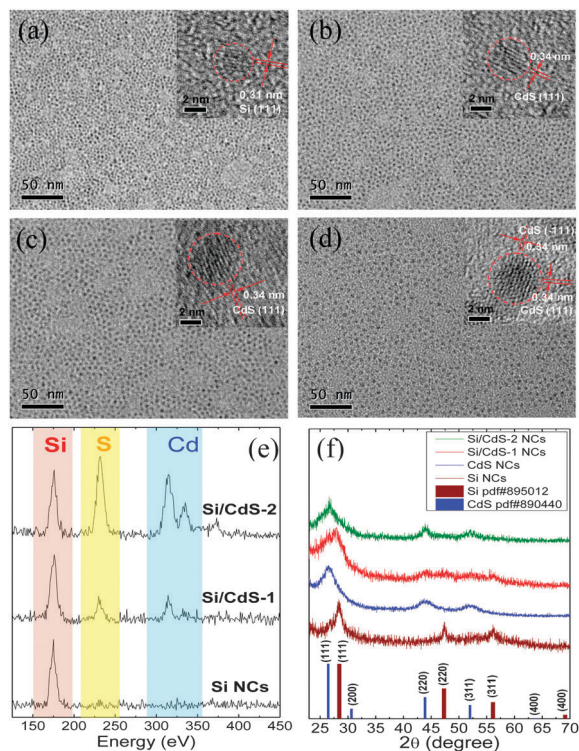 (a)
0.31 nm
Si (111)
2 nm
50 nm
(b)
0.34 nm
CdS (111)
2 nm
50 nm
(c)
0.34 nm
CdS (111)
2 nm
50 nm
(d)
CdS (-111)
0.34 nm
0.34 nm
CdS (111)
2 nm
50 nm
Si S Cd (e)
Si/CdS-2
Si/CdS-1
Si NCs
150 200 250 300 350 400 450
Energy (eV)
(f)
Si/CdS-2 NCs
Si/CdS-1 NCs
CdS NCs
Si NCs
Si pdf#895012
CdS pdf#890440
(111)
(111)
(200)
(220)
(220)
(311)
(311)
(400)
(400)
25 30 35 40 45 50 55 60 65 70
2θ (degree)